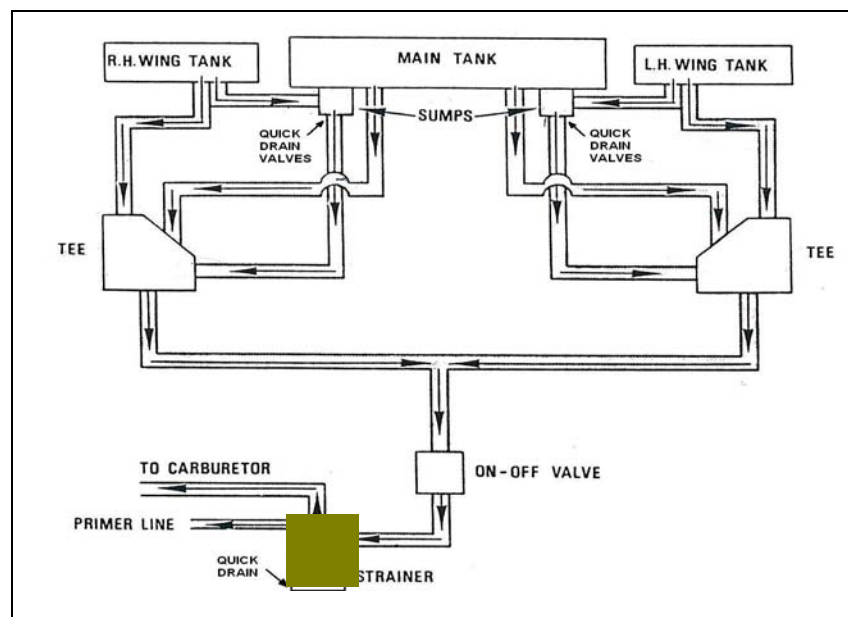 R.H. WING TANK
MAIN TANK
L.H. WING TANK
SUMPS
QUICK
DRAIN
VALVES
QUICK
DRAIN
VALVES
TEE
TEE
TO CARBURETOR
ON-OFF VALVE
PRIMER LINE
QUICK
DRAIN
STRAINER